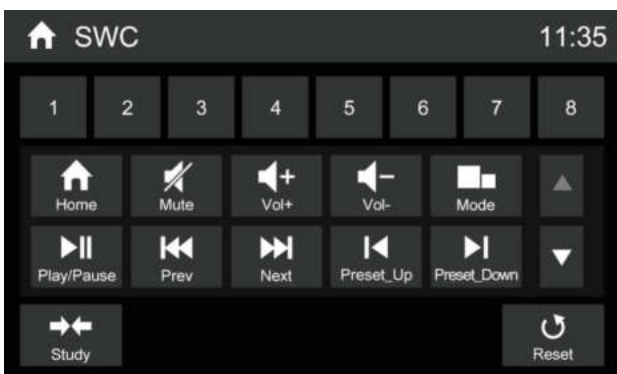 SWC 11:35
1 2 3 4 5 6 7 8
Home Mute Vol+ Vol- Mode
Play/Pause Prev Next Preset_Up Preset_Down
Study Reset